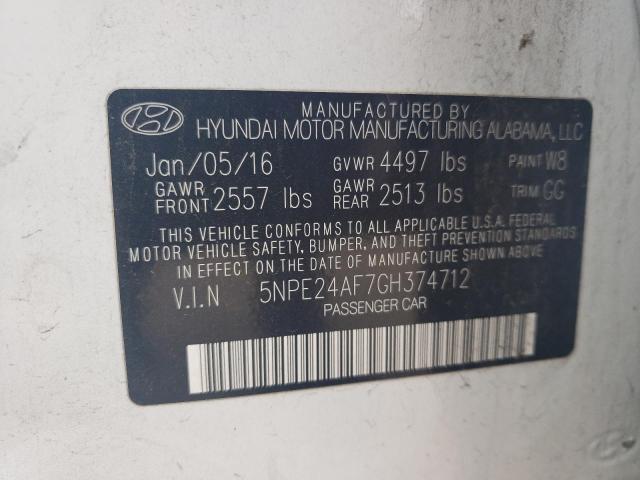 MANUFACTURED BY
HYUNDAI MOTOR MANUFACTURING ALABAMA, LLC
Jan/05/16 GVWR 4497 lbs PAINT W8
GAWR FRONT 2557 lbs GAWR REAR 2513 lbs TRIM GG
THIS VEHICLE CONFORMS TO ALL APPLICABLE U.S.A. FEDERAL
MOTOR VEHICLE SAFETY, BUMPER, AND THEFT PREVENTION STANDARDS
IN EFFECT ON THE DATE OF MANUFACTURE SHOWN ABOVE.
V.I.N 5NPE24AF7GH374712
PASSENGER CAR